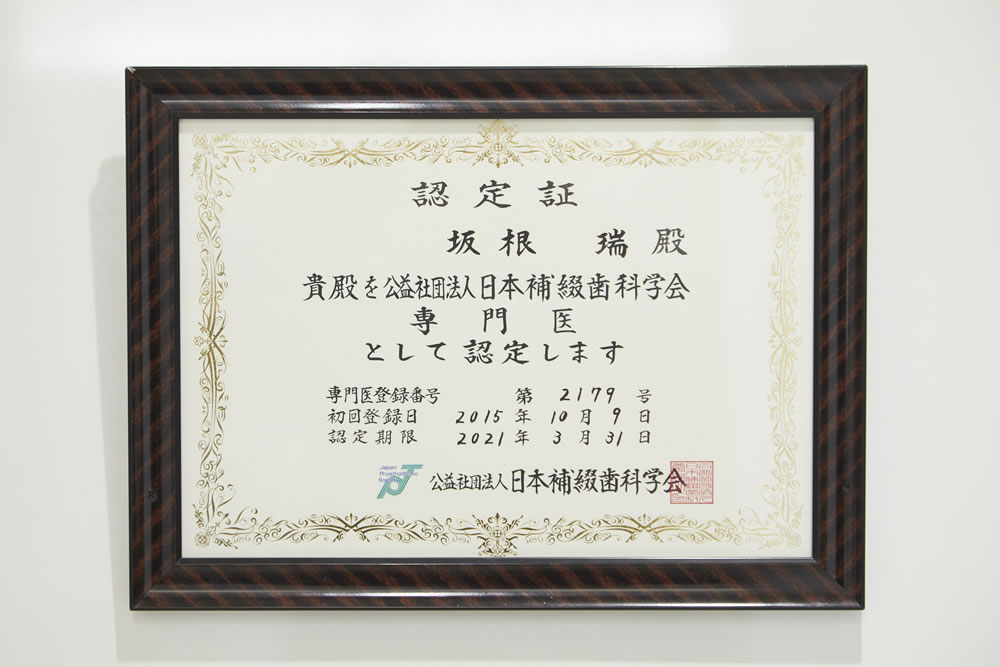 認定証
坂根 瑞 殿
貴殿を公益社団法人日本補綴歯科学会
専門医
として認定します
専門医登録番号 第 2179 号
初回登録日 2015 年 10 月 9 日
認定期限 2021 年 3 月 31 日
Japan
Prosthodontic
公益社団法人日本補綴歯科学会